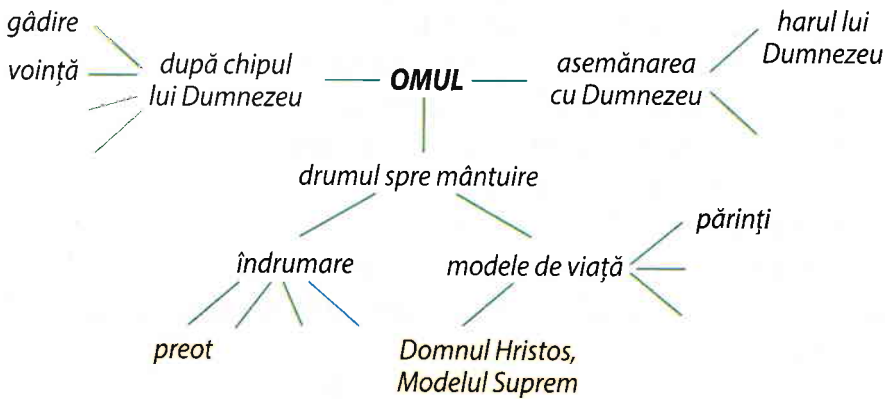 gâdire
voință
după chipul
lui Dumnezeu
OMUL
asemănarea
cu Dumnezeu
harul lui
Dumnezeu
drumul spre mântuire
îndrumare
modele de viață
părinți
preot
Domnul Hristos,
Modelul Suprem